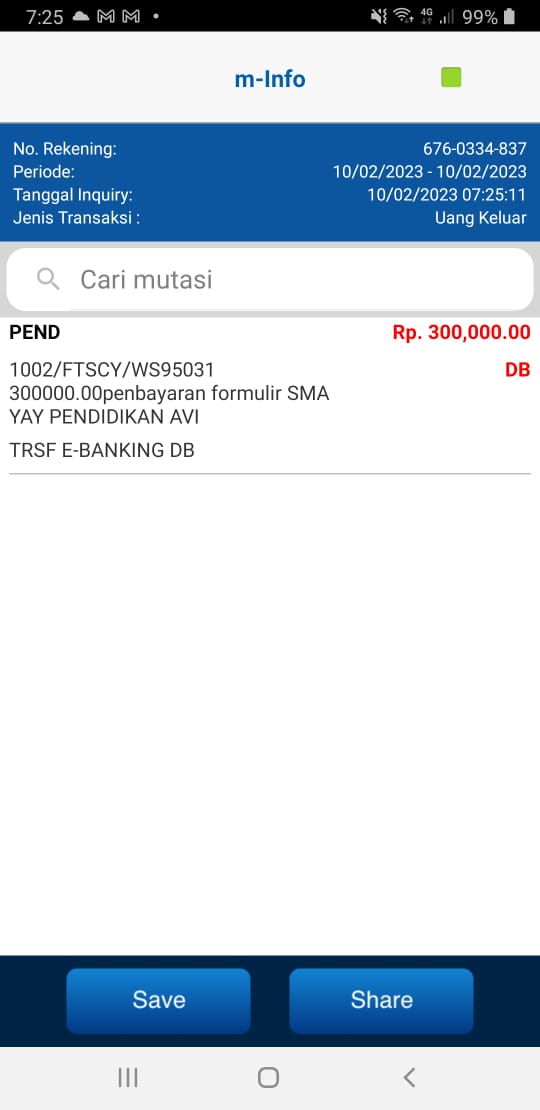 7:25 4G 99%
m-Info
No. Rekening: 676-0334-837
Periode: 10/02/2023 - 10/02/2023
Tanggal Inquiry: 10/02/2023 07:25:11
Jenis Transaksi : Uang Keluar
Cari mutasi
PEND Rp. 300,000.00
1002/FTSCY/WS95031 DB
300000.00penbayaran formulir SMA
YAY PENDIDIKAN AVI
TRSF E-BANKING DB
Save Share